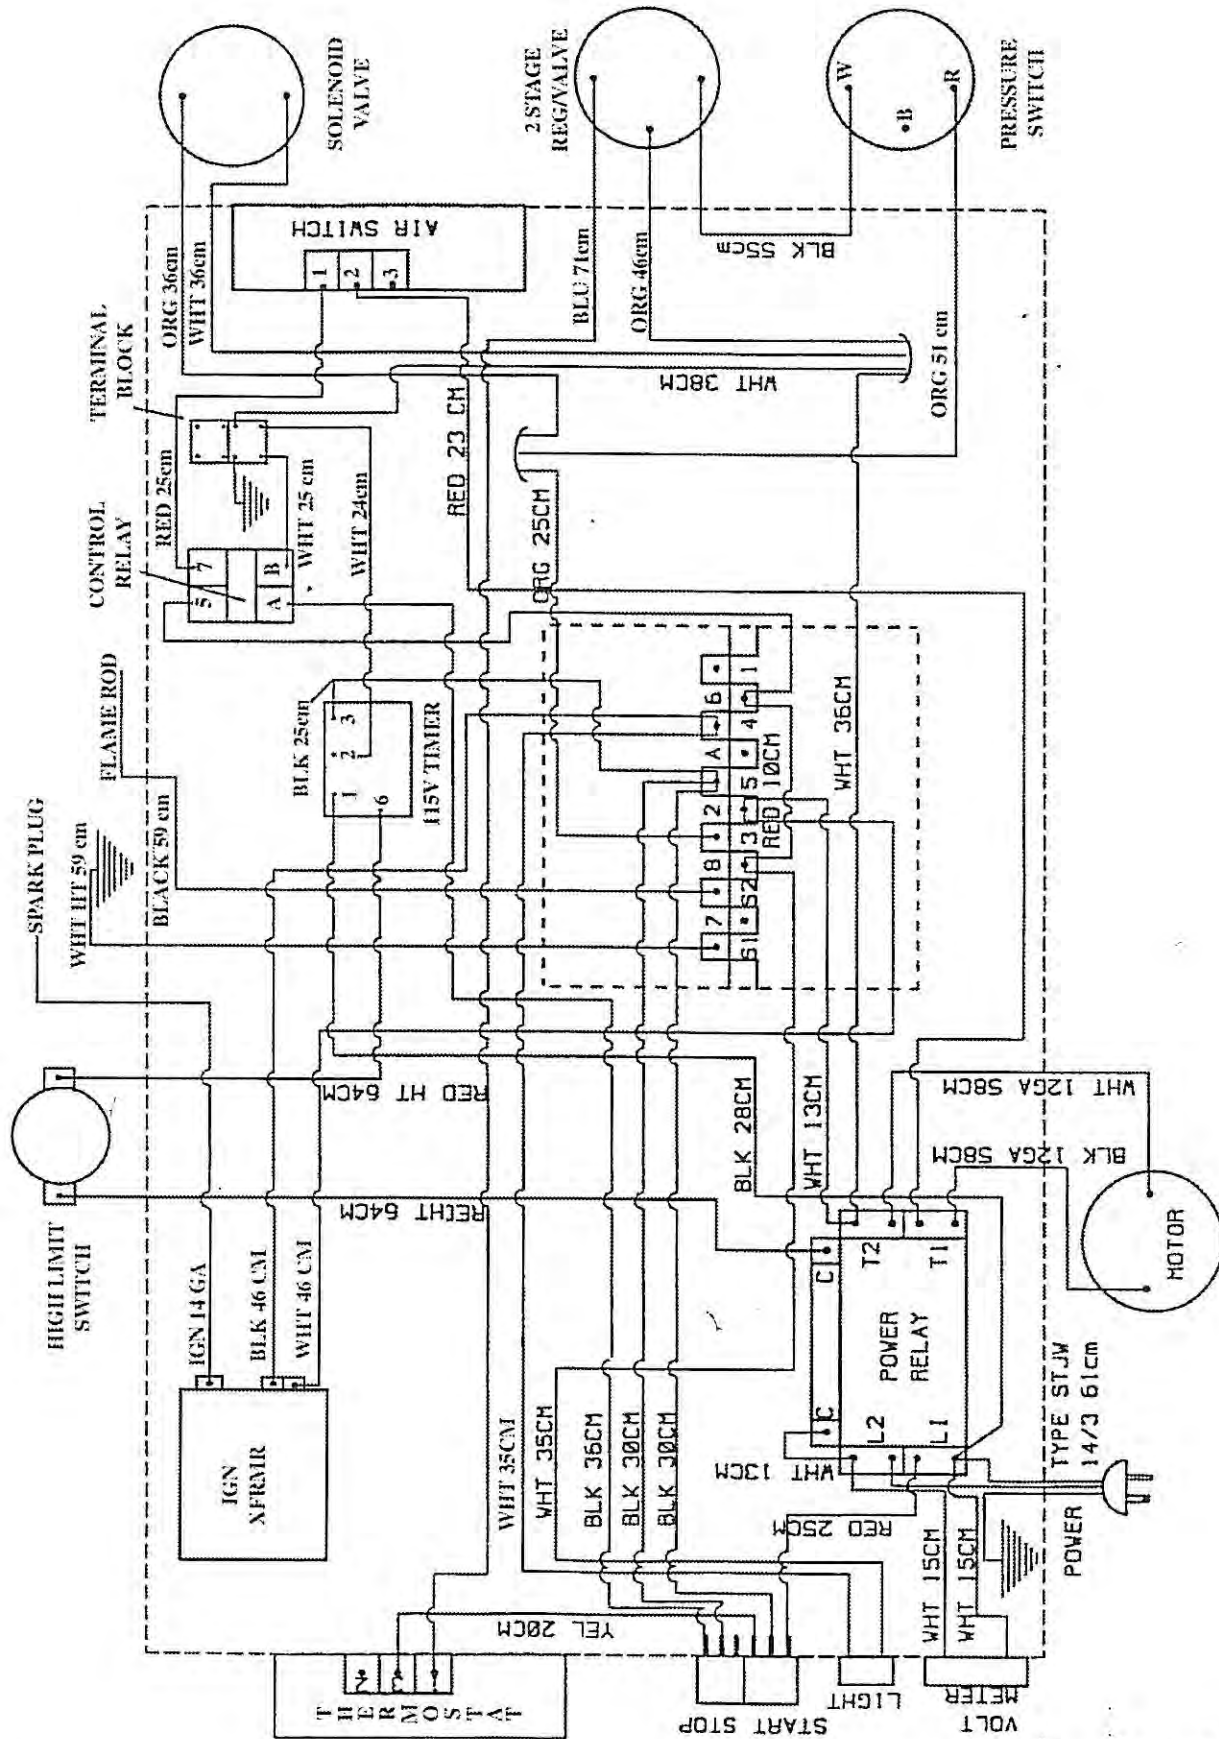 SOLENOID
VALVE
2 STAGE
REG/VALVE
W
B
R
PRESSURE
SWITCH
AIR SWITCH
1
2
3
ORG 36cm
WHT 36cm
BLU 71cm
ORG 46cm
BLK 55cm
ORG 51 cm
TERMINAL
BLOCK
WHT 38CM
RED 23 CM
RED 25cm
CONTROL
RELAY
5
7
A
B
WHT 25 cm
WHT 24cm
ORG 25CM
WHT 36CM
FLAME ROD
BLK 25cm
1
2
3
6
115V TIMER
SPARK PLUG
WHT HT 59 cm
BLACK 59 cm
7
B
2
A
6
S1
S2
3
5
4
1
RED 10CM
HIGH LIMIT
SWITCH
RED HT 64CM
REDHT 64CM
BLK 28CM
WHT 13CM
WHT 12GA 58CM
BLK 12GA 58CM
MOTOR
IGN 14 GA
BLK 46 CM
WHT 46 CM
IGN
XFRMR
C
C
T2
T1
L2
L1
POWER
RELAY
WHT 13CM
RED 25CM
TYPE STJW
14/3 61cm
POWER
WHT 35CM
WHT 35CM
BLK 36CM
BLK 30CM
BLK 30CM
YEL 20CM
WHT 15CM
WHT 15CM
THERMOSTAT
2
3
1
START STOP
LIGHT
VOLT
METER